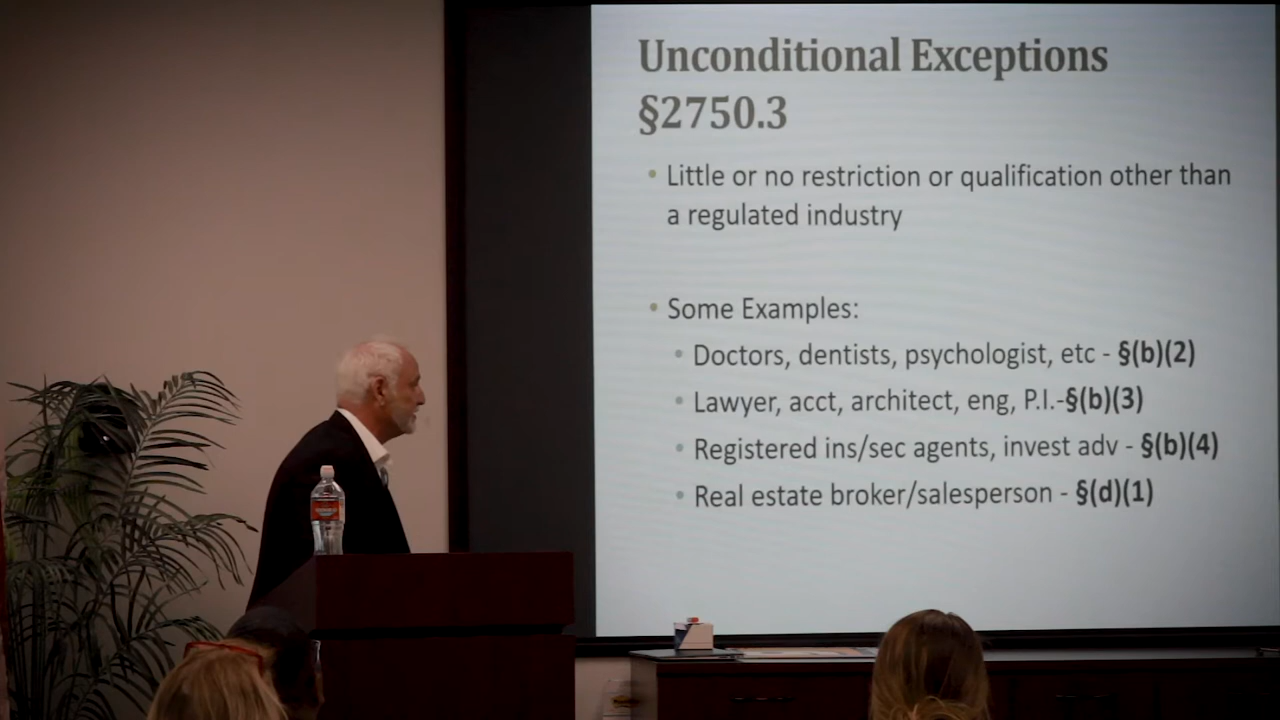 Unconditional Exceptions
§2750.3
• Little or no restriction or qualification other than
a regulated industry
• Some Examples:
• Doctors, dentists, psychologist, etc - §(b)(2)
• Lawyer, acct, architect, eng, P.I.-§(b)(3)
• Registered ins/sec agents, invest adv - §(b)(4)
• Real estate broker/salesperson - §(d)(1)